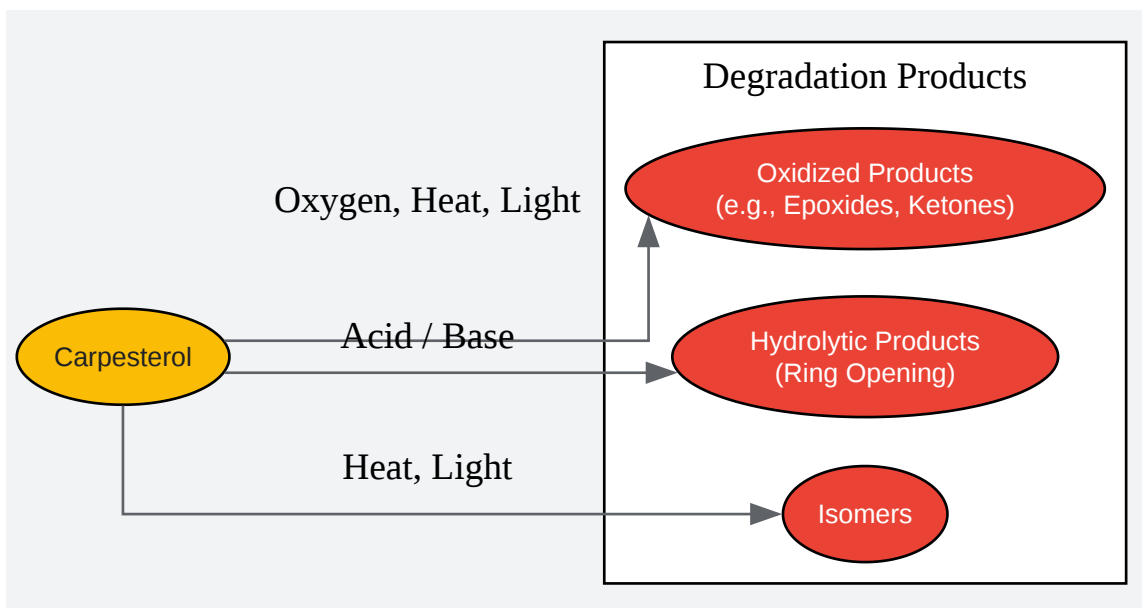 Degradation Products
Oxidized Products
(e.g., Epoxides, Ketones)
Oxygen, Heat, Light
Acid / Base
Carpesterol
Hydrolytic Products
(Ring Opening)
Heat, Light
Isomers